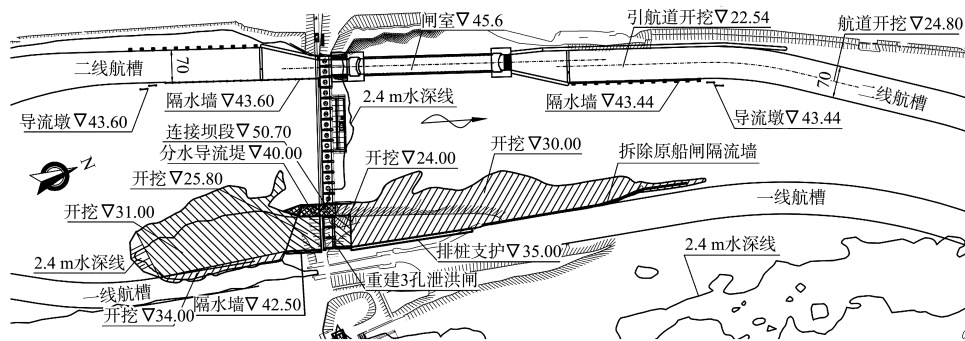 闸室▽45.6
引航道开挖▽22.54
航道开挖▽24.80
二线航槽
70
隔水墙▽43.60
2.4 m水深线
隔水墙▽43.44
70
二线航槽
导流墩▽43.60
导流墩▽43.44
连接坝段▽50.70
分水导流堤▽40.00
N
开挖▽25.80
开挖▽24.00
开挖▽30.00
拆除原船闸隔流墙
开挖▽31.00
一线航槽
2.4 m水深线
排桩支护▽35.00
2.4 m水深线
重建3孔泄洪闸
一线航槽
隔水墙▽42.50
开挖▽34.00